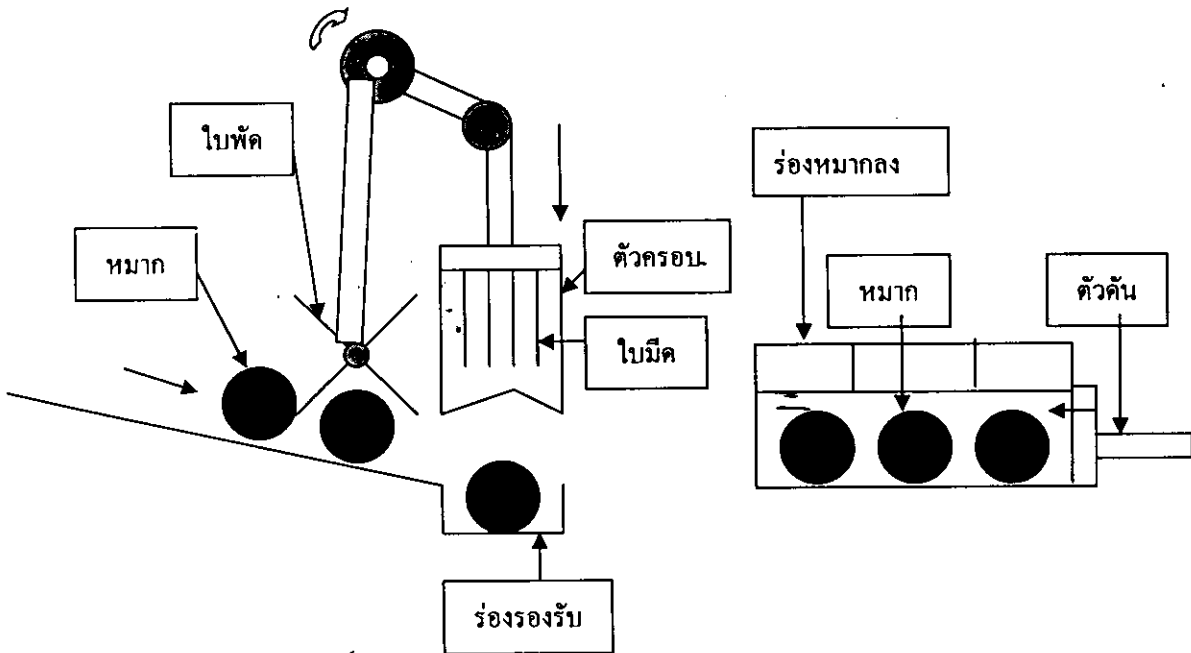 ใบพัด
หมาก
ตัวครอบ
ใบมีด
ร่องรองรับ
ร่องหมากลง
หมาก
ตัวดัน